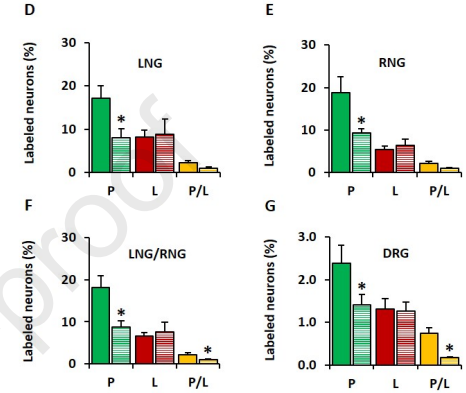 D
LNG
Labeled neurons (%)
30
20
10
0
*
P L P/L
E
RNG
Labeled neurons (%)
30
20
10
0
*
P L P/L
F
LNG/RNG
Labeled neurons (%)
30
20
10
0
* *
P L P/L
G
DRG
Labeled neurons (%)
3.0
2.0
1.0
0.0
* *
P L P/L
proof